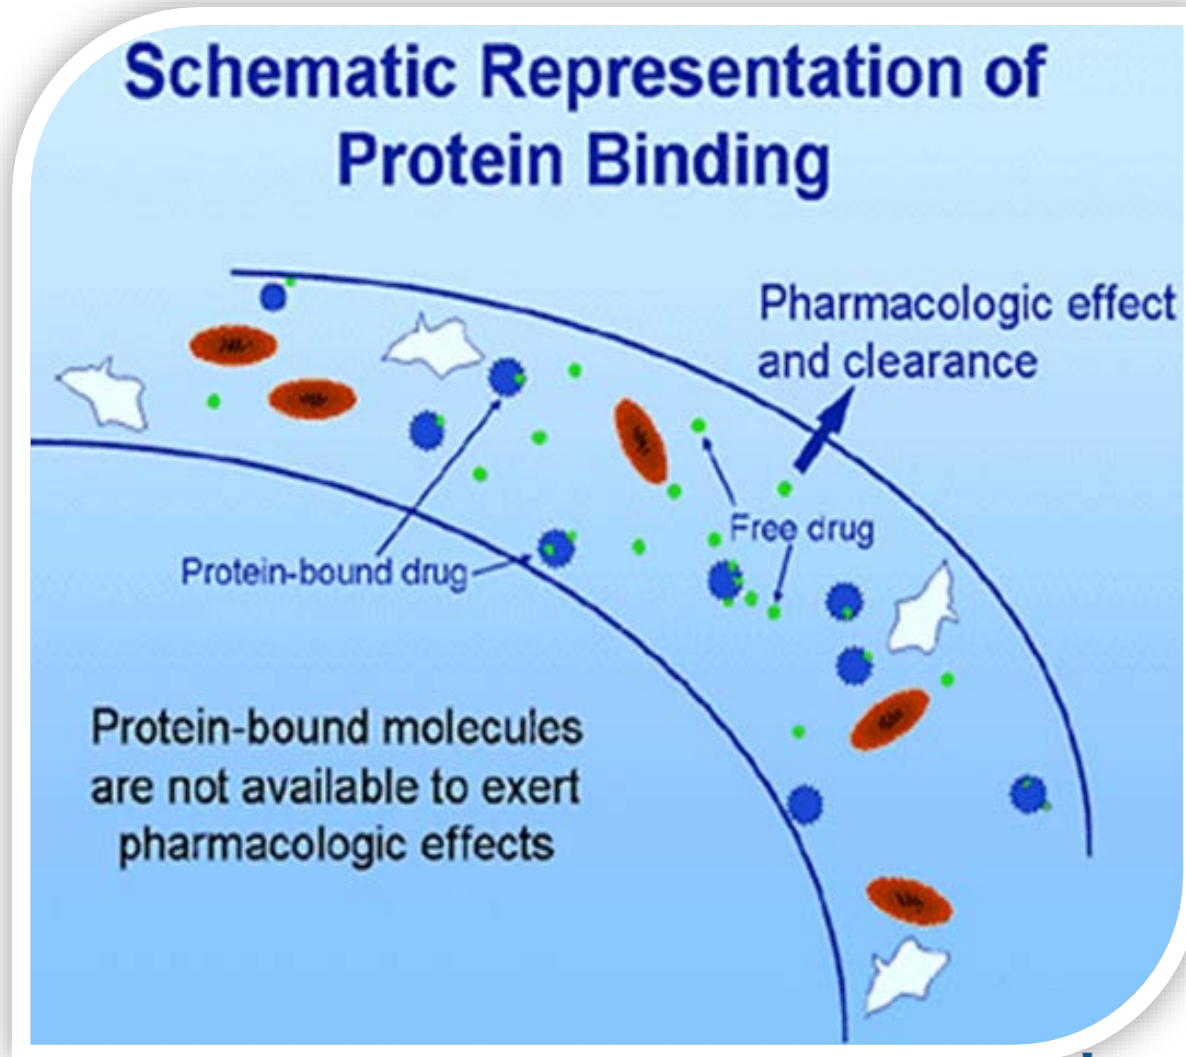 Schematic Representation of
Protein Binding
Pharmacologic effect
and clearance
Free drug
Protein-bound drug
Protein-bound molecules
are not available to exert
pharmacologic effects